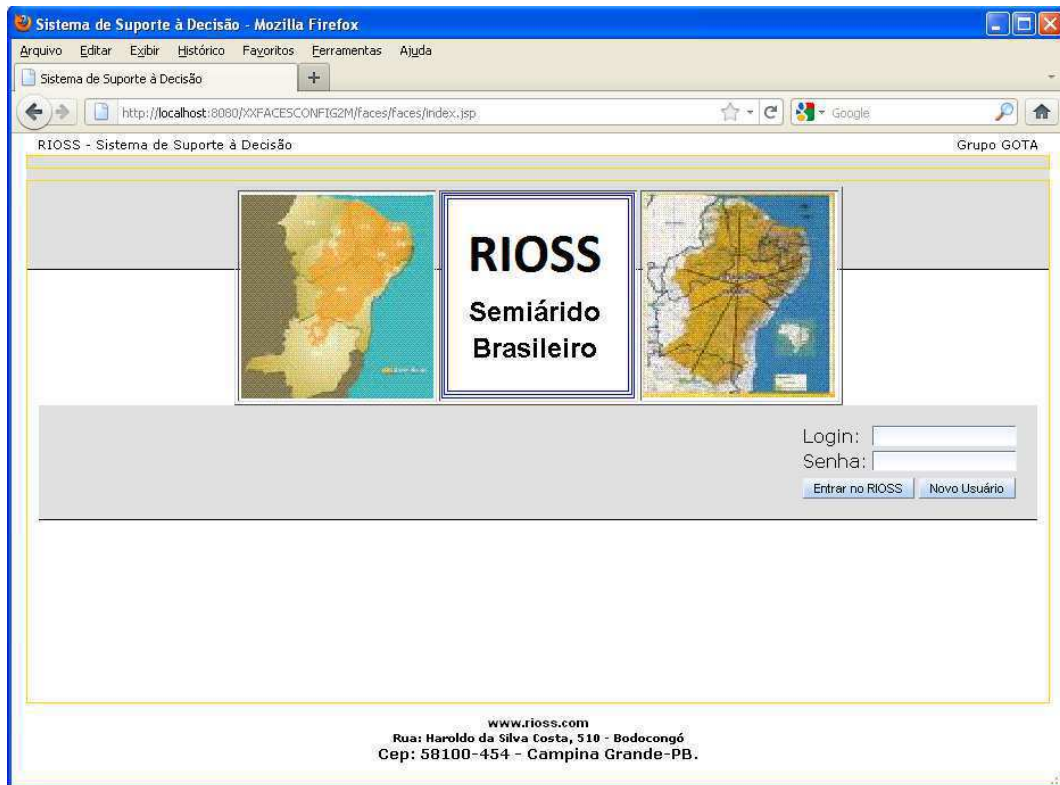 Sistema de Suporte à Decisão - Mozilla Firefox
Arquivo Editar Exibir Histórico Favoritos Ferramentas Ajuda
Sistema de Suporte à Decisão
http://localhost:8080/XXFACESCONFIG2M/faces/faces/index.jsp
Google
RIOSS - Sistema de Suporte à Decisão
Grupo GOTA
RIOSS
Semiárido
Brasileiro
Login:
Senha:
Entrar no RIOSS
Novo Usuário
www.rioss.com
Rua: Haroldo da Silva Costa, 510 - Bodocongó
Cep: 58100-454 - Campina Grande-PB.